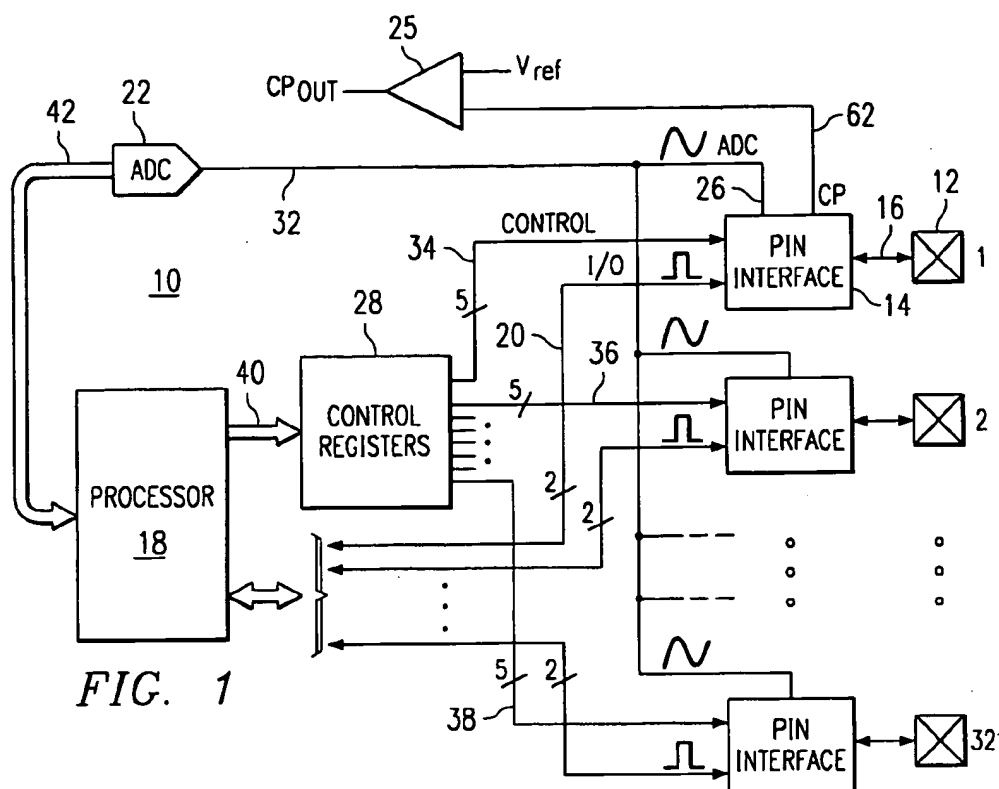 25
Vref
CPOUT
42
22
62
ADC
ADC
32
26
CP
12
CONTROL
16
34
PIN
INTERFACE
1
10
I/O
5
14
28
20
36
40
5
CONTROL
REGISTERS
PIN
INTERFACE
2
PROCESSOR
18
2
2
FIG. 1
5
2
38
PIN
INTERFACE
32